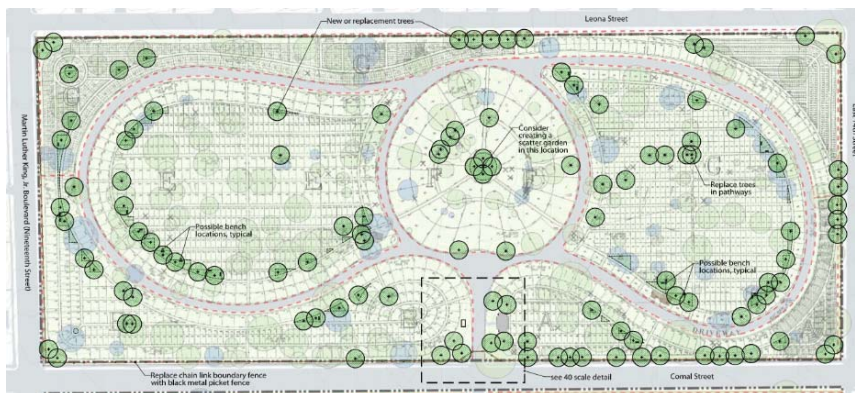 Leona Street
New or replacement trees
Consider
creating a
scatter garden
in this location
Martin Luther King, Jr. Boulevard (Nineteenth Street)
E
E
F
F
G
Replace trees
in pathways
Possible bench
locations, typical
Possible bench
locations, typical
A
DRIVEWAY
Replace chain link boundary fence
with black metal picket fence
see 40 scale detail
Comal Street